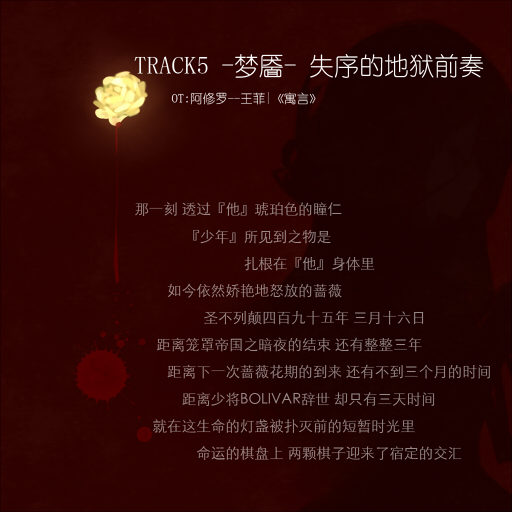 TRACK5 -梦靥- 失序的地狱前奏
OT:阿修罗--王菲|《寓言》
那一刻 透过『他』琥珀色的瞳仁
『少年』所见到之物是
扎根在『他』身体里
如今依然娇艳地怒放的蔷薇
圣不列颠四百九十五年 三月十六日
距离笼罩帝国之暗夜的结束 还有整整三年
距离下一次蔷薇花期的到来 还有不到三个月的时间
距离少将BOLIVAR辞世 却只有三天时间
就在这生命的灯盏被扑灭前的短暂时光里
命运的棋盘上 两颗棋子迎来了宿定的交汇